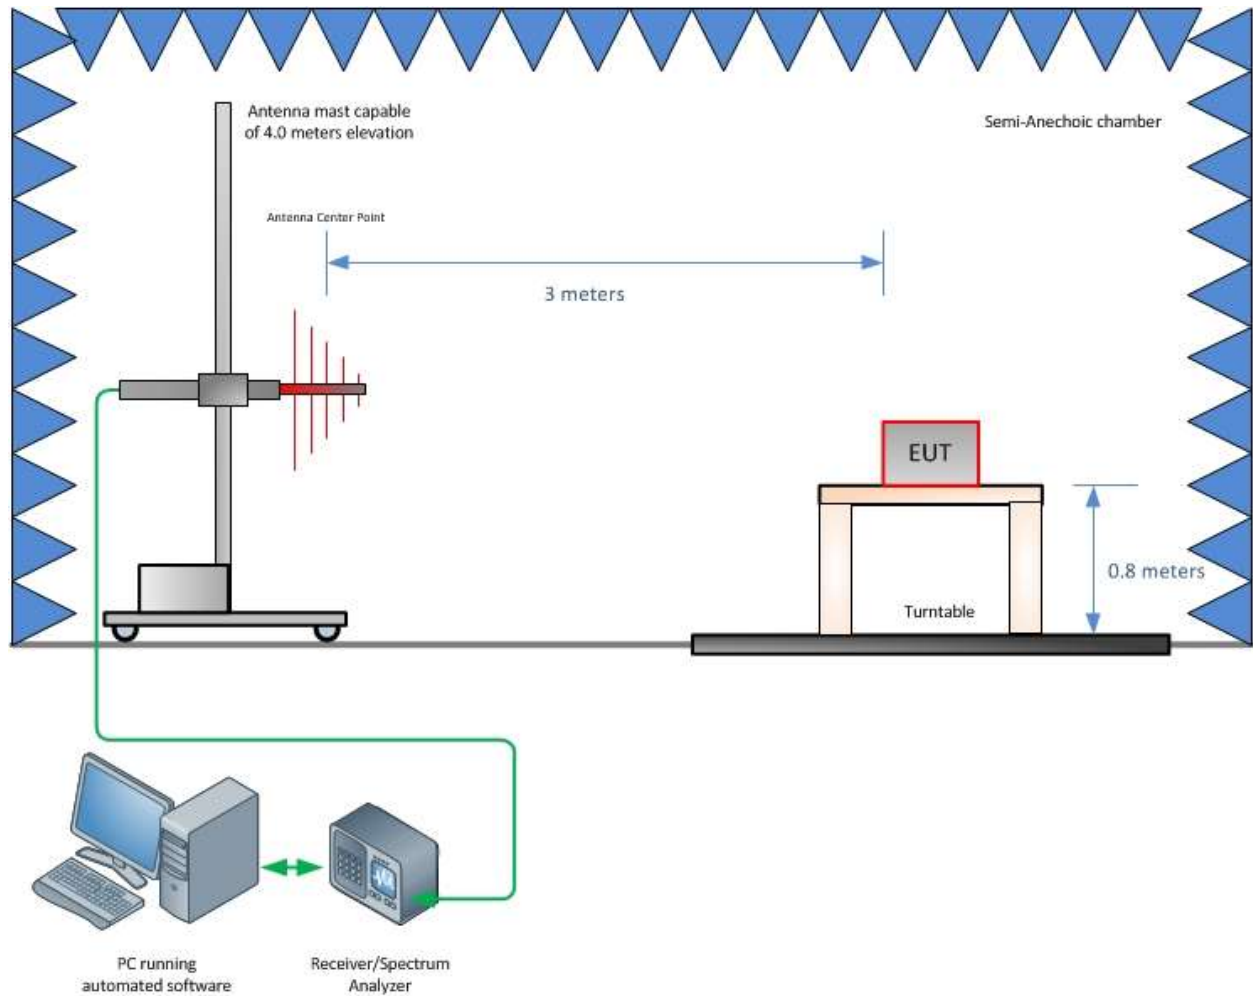 Antenna mast capable
of 4.0 meters elevation
Semi-Anechoic chamber
Antenna Center Point
3 meters
EUT
0.8 meters
Turntable
PC running
automated software
Receiver/Spectrum
Analyzer